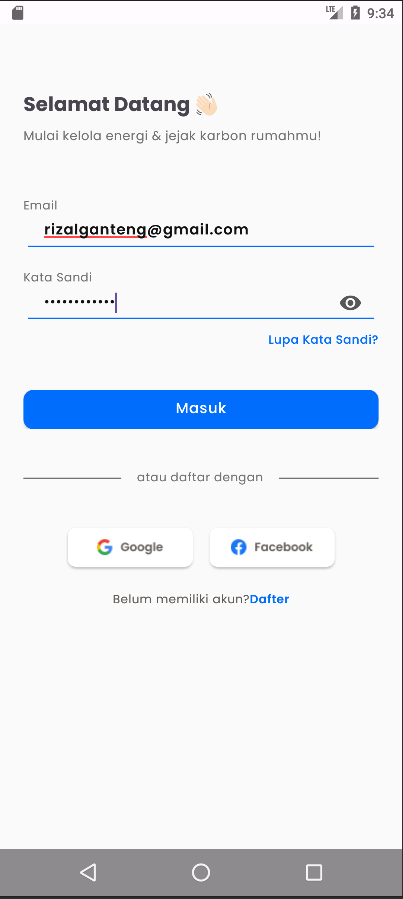 LTE 9:34
Selamat Datang 👋🏻
Mulai kelola energi & jejak karbon rumahmu!
Email
rizalganteng@gmail.com
Kata Sandi
••••••••••••
Lupa Kata Sandi?
Masuk
atau daftar dengan
Google Facebook
Belum memiliki akun?Dafter